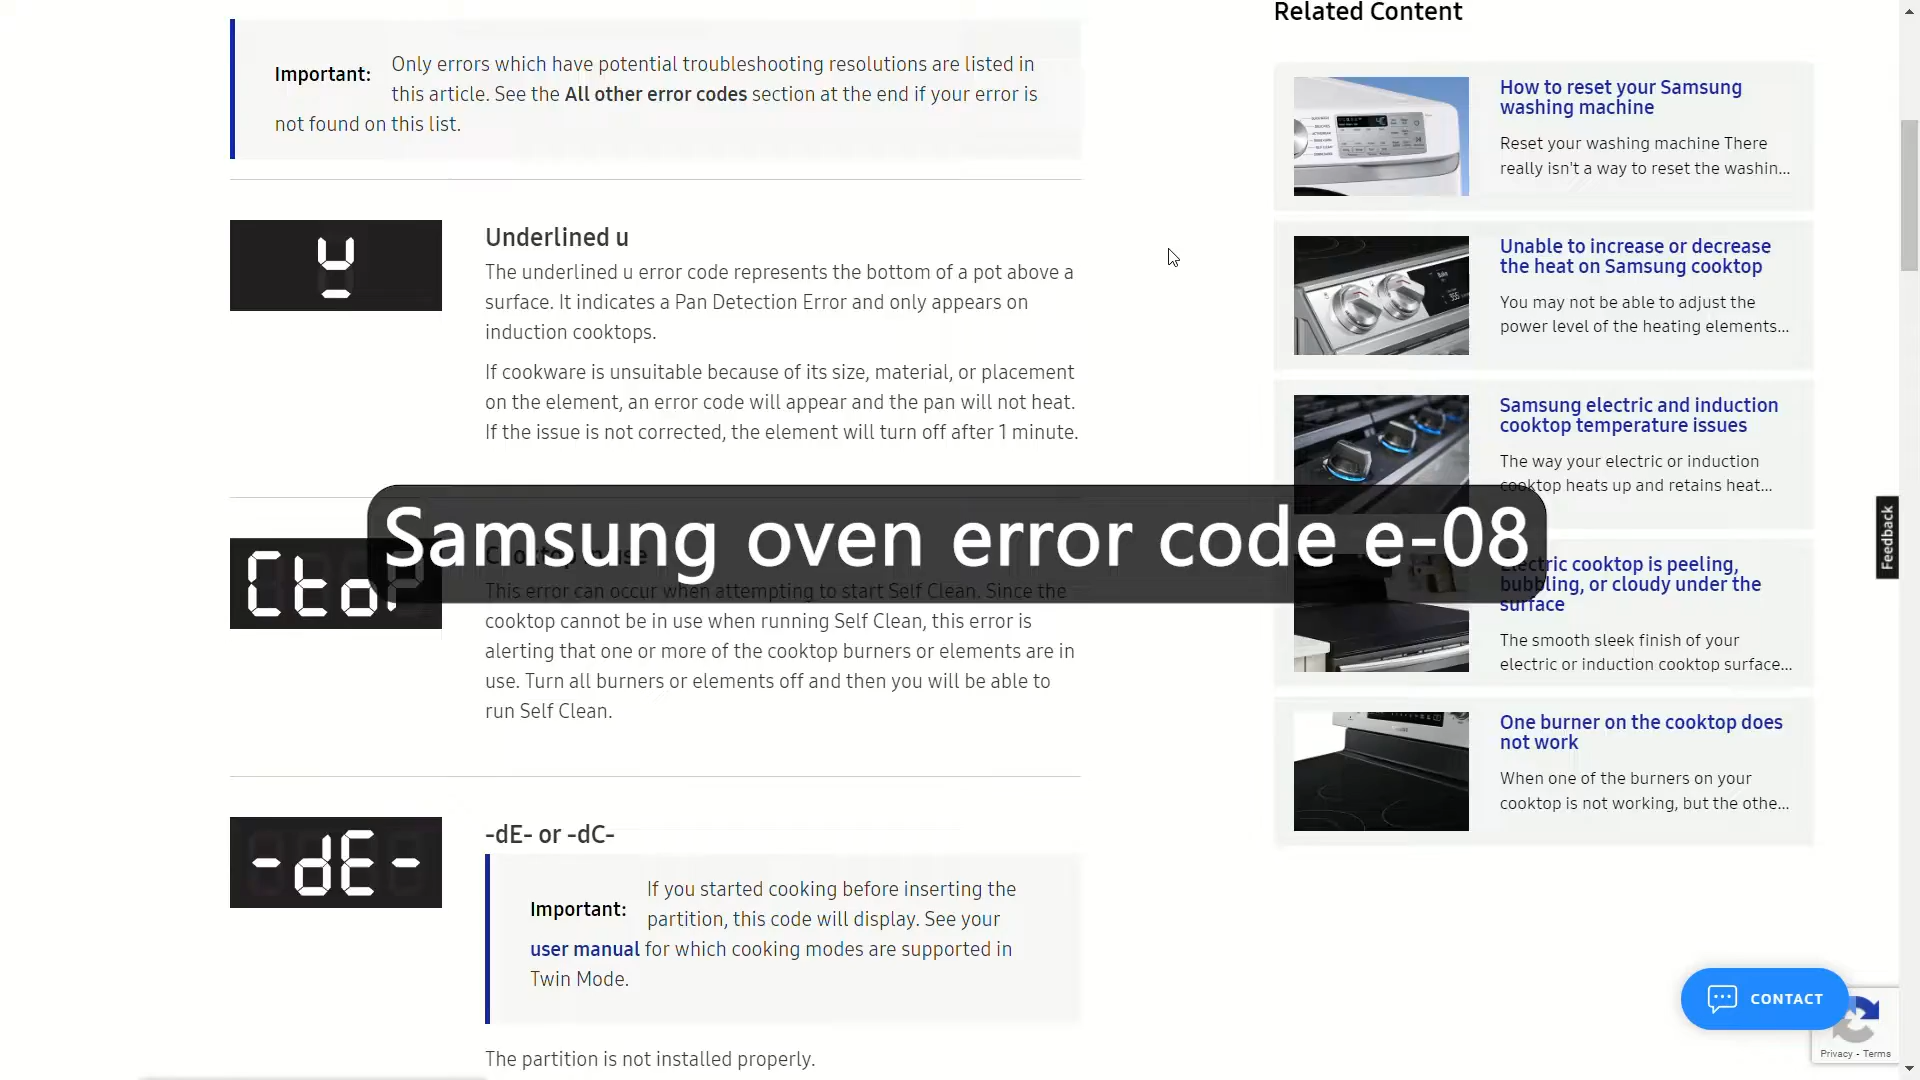 Related Content
Important: Only errors which have potential troubleshooting resolutions are listed in
this article. See the All other error codes section at the end if your error is
not found on this list.
Underlined u
The underlined u error code represents the bottom of a pot above a
surface. It indicates a Pan Detection Error and only appears on
induction cooktops.
If cookware is unsuitable because of its size, material, or placement
on the element, an error code will appear and the pan will not heat.
If the issue is not corrected, the element will turn off after 1 minute.
Samsung oven error code e-08
This error can occur when attempting to start Self Clean. Since the
cooktop cannot be in use when running Self Clean, this error is
alerting that one or more of the cooktop burners or elements are in
use. Turn all burners or elements off and then you will be able to
run Self Clean.
-dE-
-dE- or -dC-
Important: If you started cooking before inserting the
partition, this code will display. See your
user manual for which cooking modes are supported in
Twin Mode.
The partition is not installed properly.
How to reset your Samsung
washing machine
Reset your washing machine There
really isn't a way to reset the washin...
Unable to increase or decrease
the heat on Samsung cooktop
You may not be able to adjust the
power level of the heating elements...
Samsung electric and induction
cooktop temperature issues
The way your electric or induction
cooktop heats up and retains heat...
Electric cooktop is peeling,
bubbling, or cloudy under the
surface
The smooth sleek finish of your
electric or induction cooktop surface...
One burner on the cooktop does
not work
When one of the burners on your
cooktop is not working, but the othe...
Feedback
CONTACT
Privacy - Terms